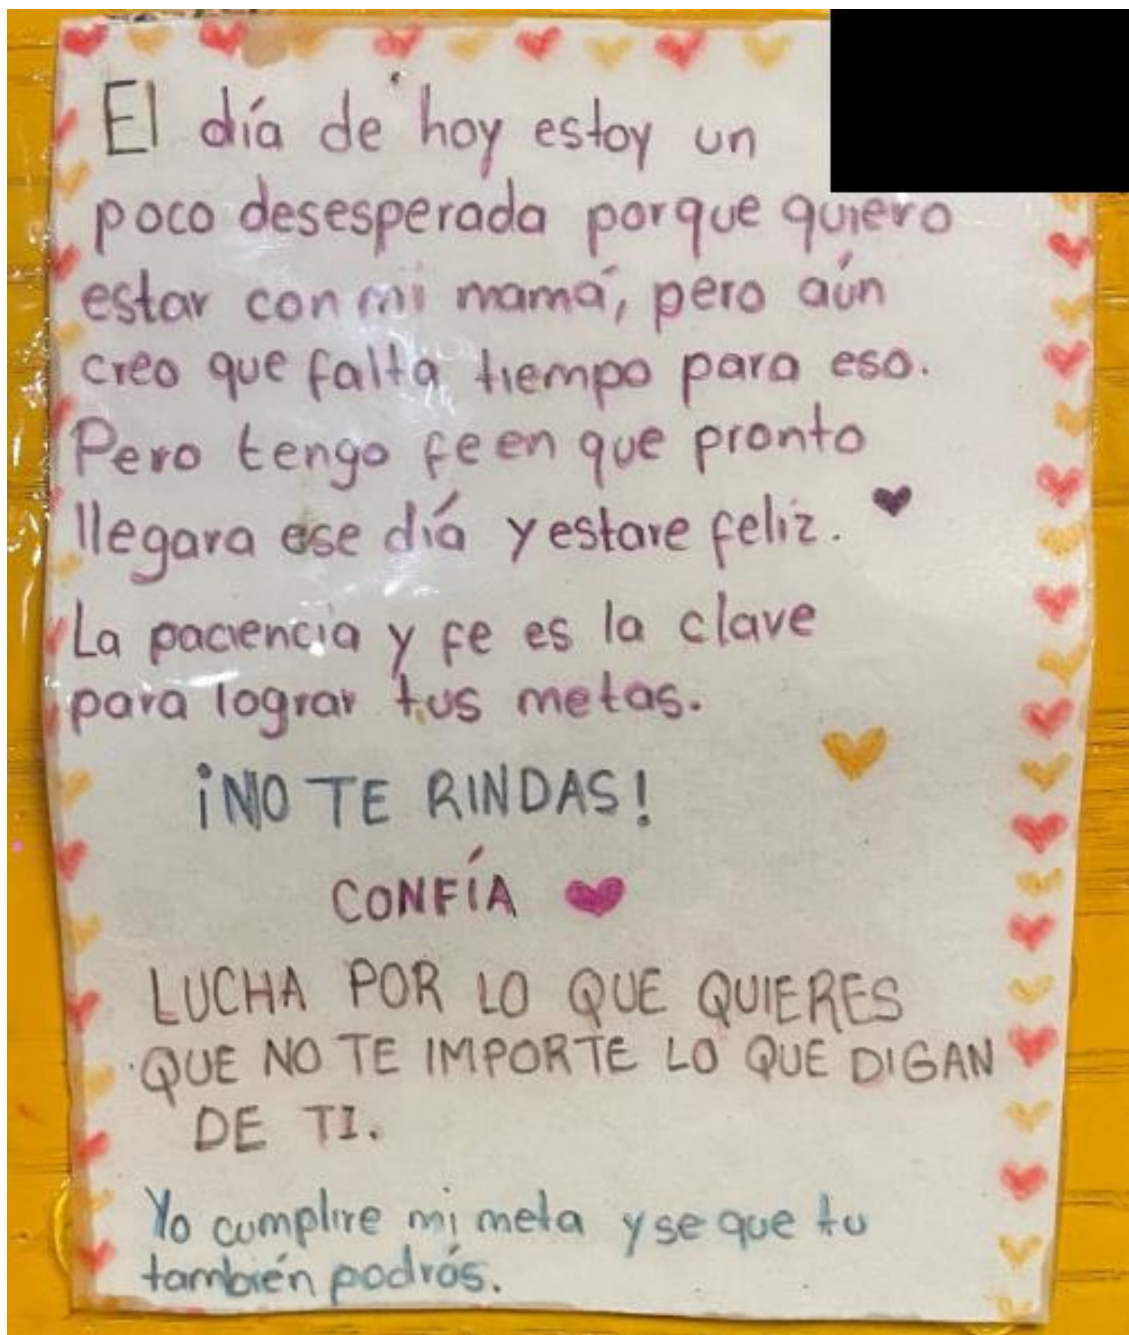 El día de hoy estoy un
poco desesperada porque quiero
estar con mi mamá, pero aún
creo que falta tiempo para eso.
Pero tengo fe en que pronto
llegara ese día y estare feliz.
La paciencia y fe es la clave
para lograr tus metas.
¡NO TE RINDAS!
CONFÍA
LUCHA POR LO QUE QUIERES
QUE NO TE IMPORTE LO QUE DIGAN
DE TI.
Yo cumplire mi meta y se que tu
también podrás.